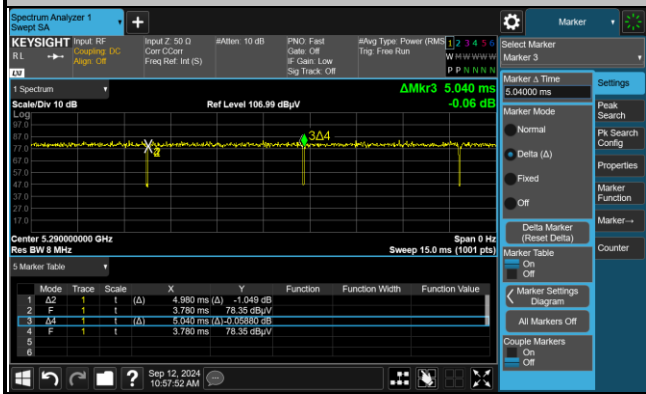 Spectrum Analyzer 1
Swept SA
+
Marker
KEYSIGHT
RL
Input: RF
Coupling: DC
Align: Off
Input Z: 50 Ω
Corr CCorr
Freq Ref: Int (S)
#Atten: 10 dB
PNO: Fast
Gate: Off
IF Gain: Low
Sig Track: Off
#Avg Type: Power (RMS
Trig: Free Run
1 2 3 4 5 6
W W W W W W
P P N N N N
LXI
Select Marker
Marker 3
1 Spectrum
Scale/Div 10 dB
Log
Ref Level 106.99 dBµV
ΔMkr3 5.040 ms
-0.06 dB
97.0
87.0
77.0
67.0
57.0
47.0
37.0
27.0
17.0
3Δ4
2
Center 5.290000000 GHz
Res BW 8 MHz
Span 0 Hz
Sweep 15.0 ms (1001 pts)
5 Marker Table
Mode Trace Scale X Y Function Function Width Function Value
1 Δ2 1 t (Δ) 4.980 ms (Δ) -1.049 dB
2 F 1 t 3.780 ms 78.35 dBµV
3 Δ4 1 t (Δ) 5.040 ms (Δ) -0.05880 dB
4 F 1 t 3.780 ms 78.35 dBµV
5
6
Marker Δ Time
5.04000 ms
Marker Mode
Normal
Delta (Δ)
Fixed
Off
Delta Marker
(Reset Delta)
Marker Table
On
Off
Marker Settings
Diagram
All Markers Off
Couple Markers
On
Off
Settings
Peak
Search
Pk Search
Config
Properties
Marker
Function
Marker→
Counter
?
Sep 12, 2024
10:57:52 AM